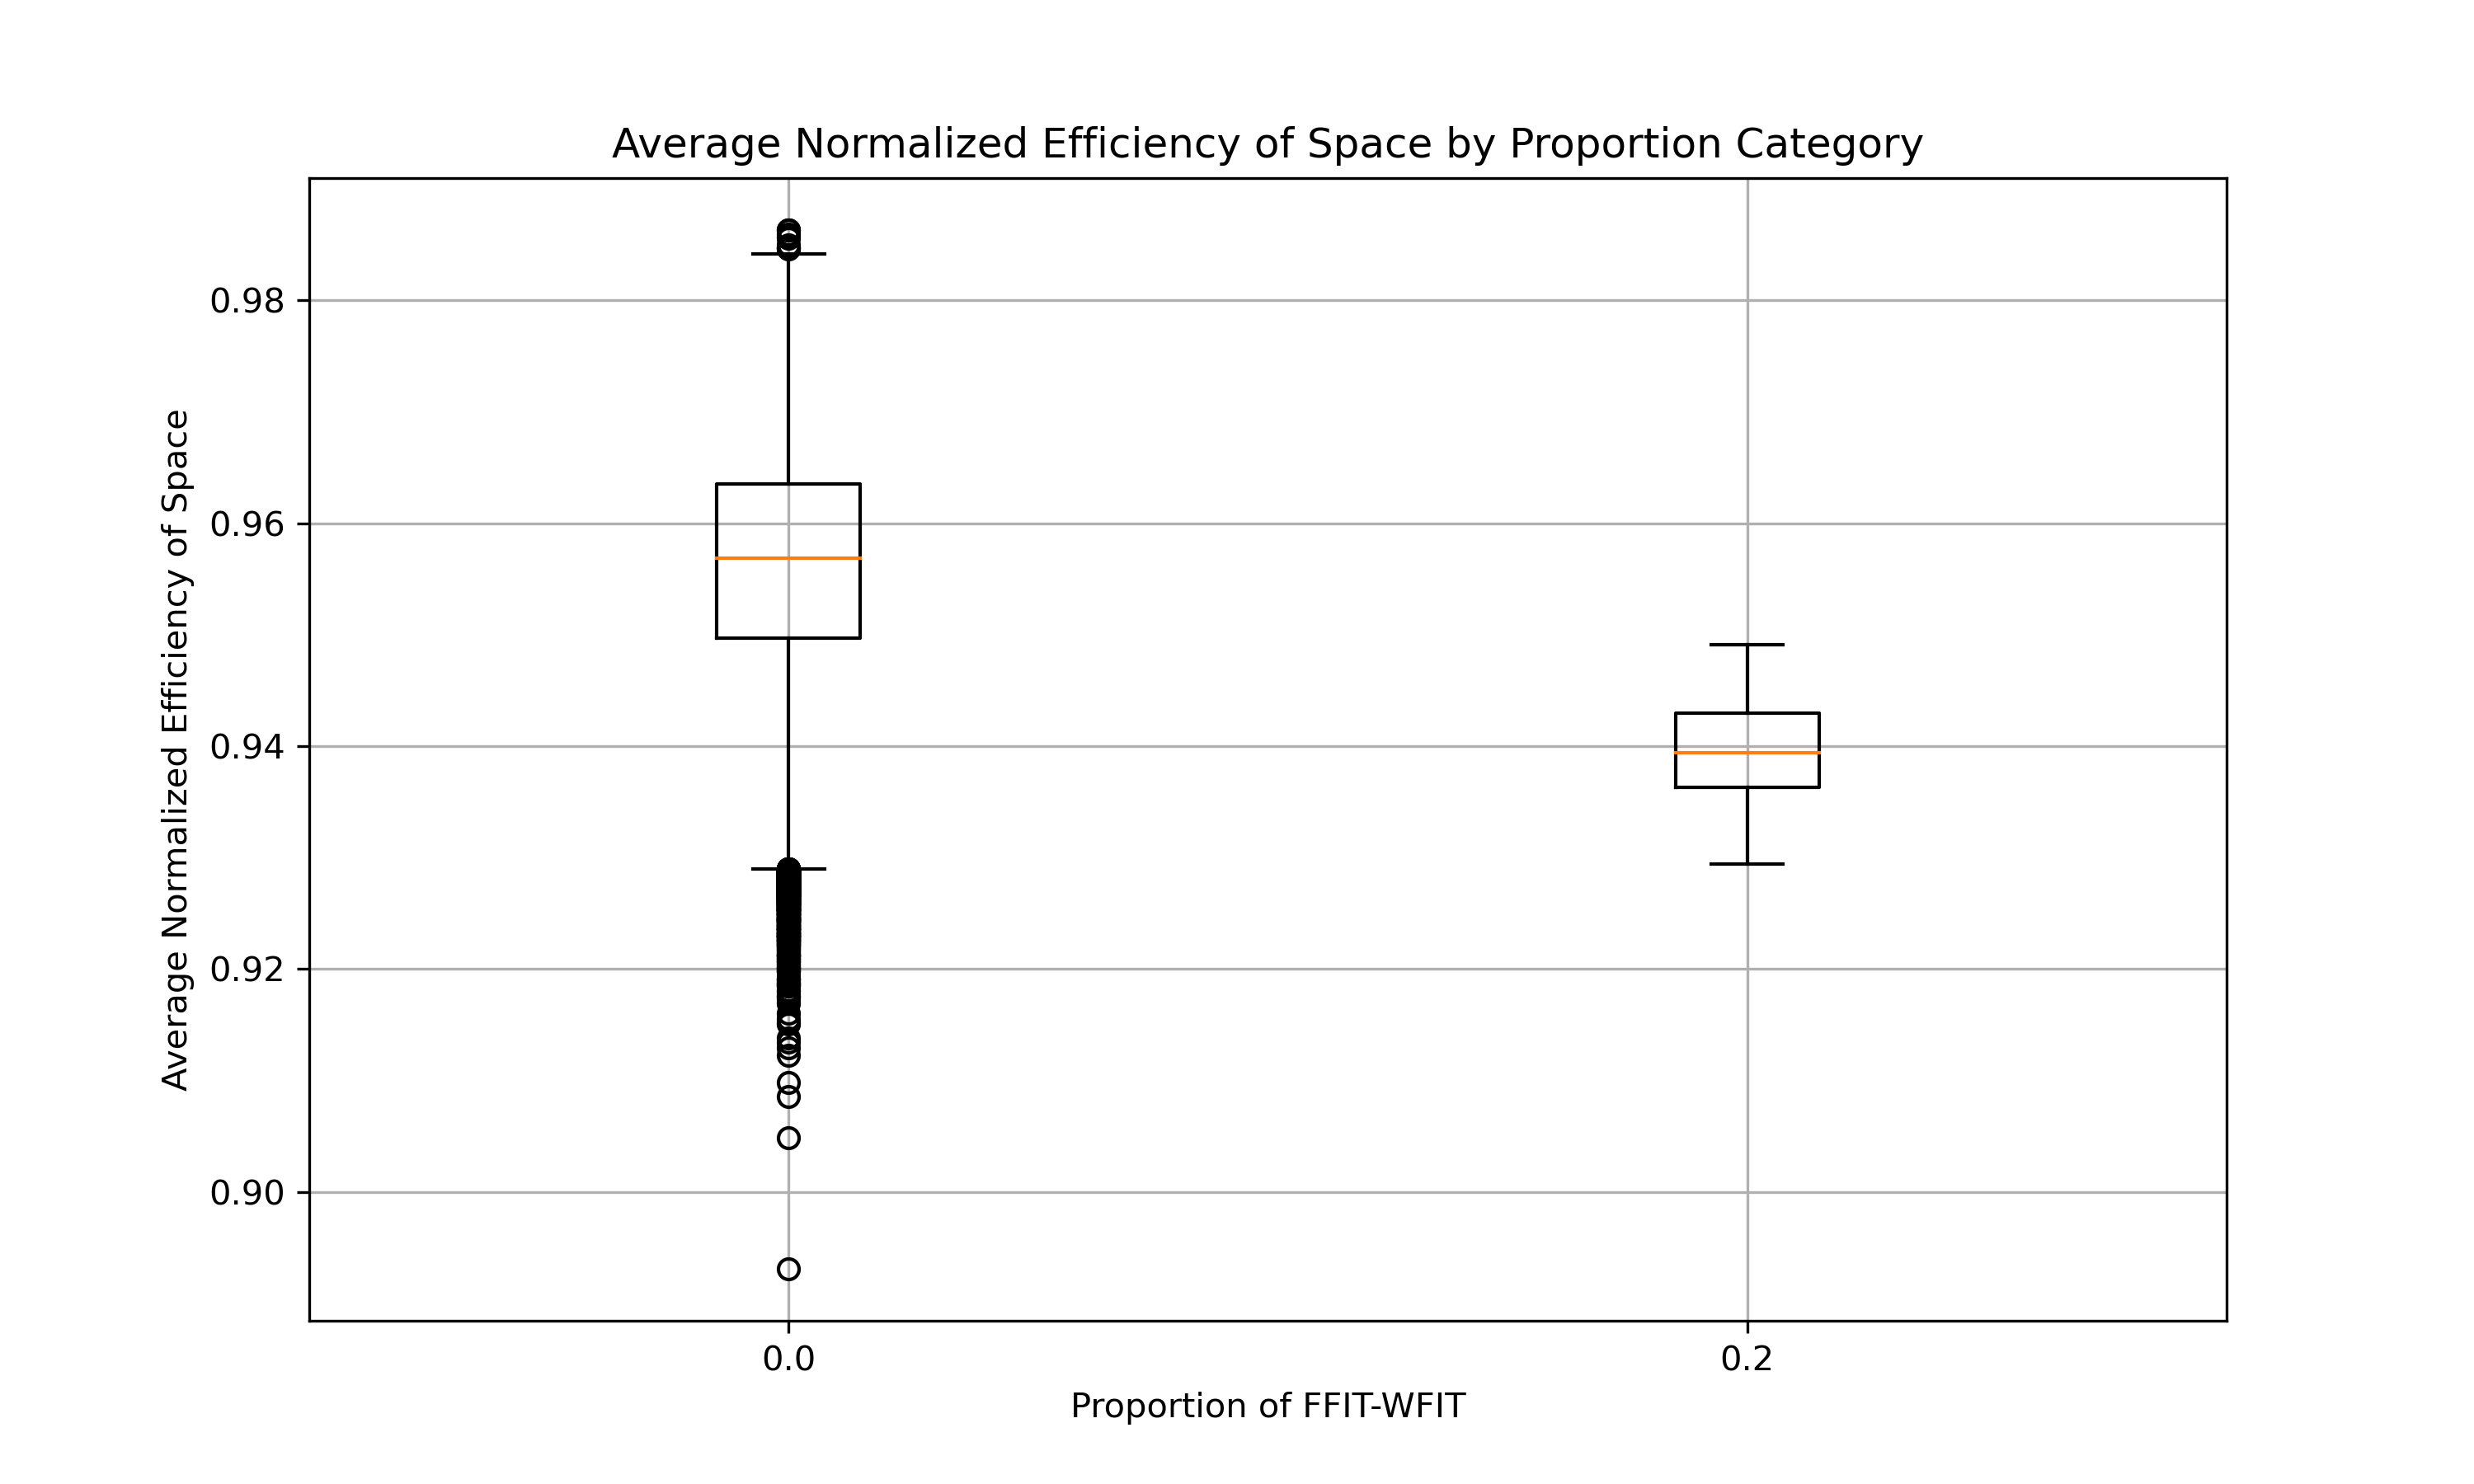 Average Normalized Efficiency of Space by Proportion Category
Average Normalized Efficiency of Space
0.98
0.96
0.94
0.92
0.90
0.0
0.2
Proportion of FFIT-WFIT